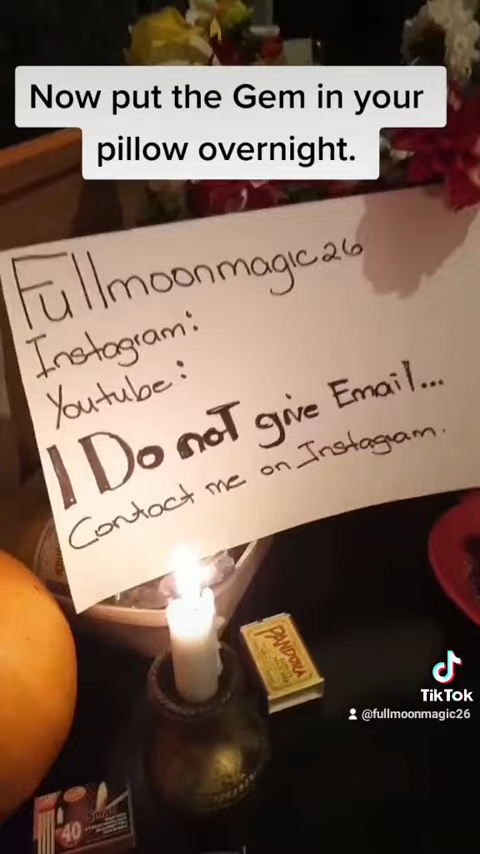 Now put the Gem in your
pillow overnight.
Fullmoonmagic26
Instagram:
Youtube:
I Do not give Email...
Contact me on Instagram.
PANDORA
TikTok
@fullmoonmagic26
Small
40